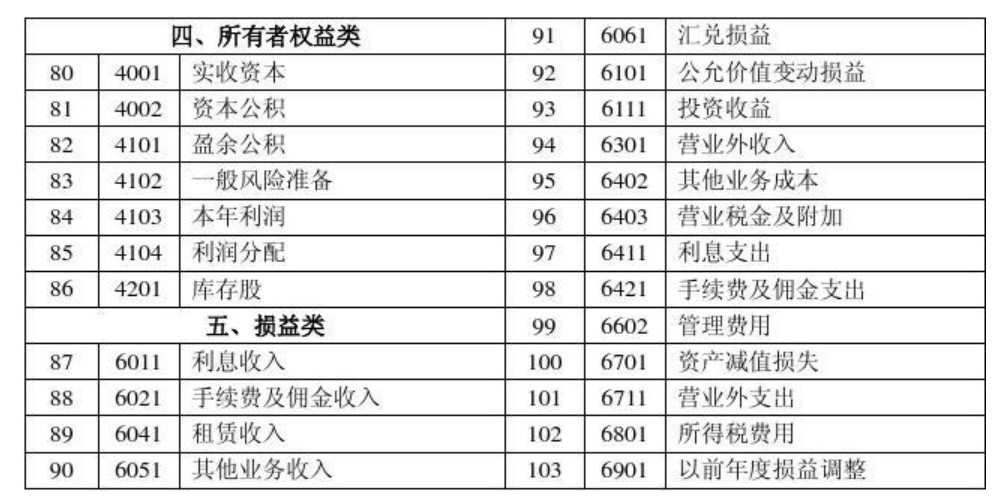 四、所有者权益类
80 4001 实收资本
81 4002 资本公积
82 4101 盈余公积
83 4102 一般风险准备
84 4103 本年利润
85 4104 利润分配
86 4201 库存股
五、损益类
87 6011 利息收入
88 6021 手续费及佣金收入
89 6041 租赁收入
90 6051 其他业务收入
91 6061 汇兑损益
92 6101 公允价值变动损益
93 6111 投资收益
94 6301 营业外收入
95 6402 其他业务成本
96 6403 营业税金及附加
97 6411 利息支出
98 6421 手续费及佣金支出
99 6602 管理费用
100 6701 资产减值损失
101 6711 营业外支出
102 6801 所得税费用
103 6901 以前年度损益调整